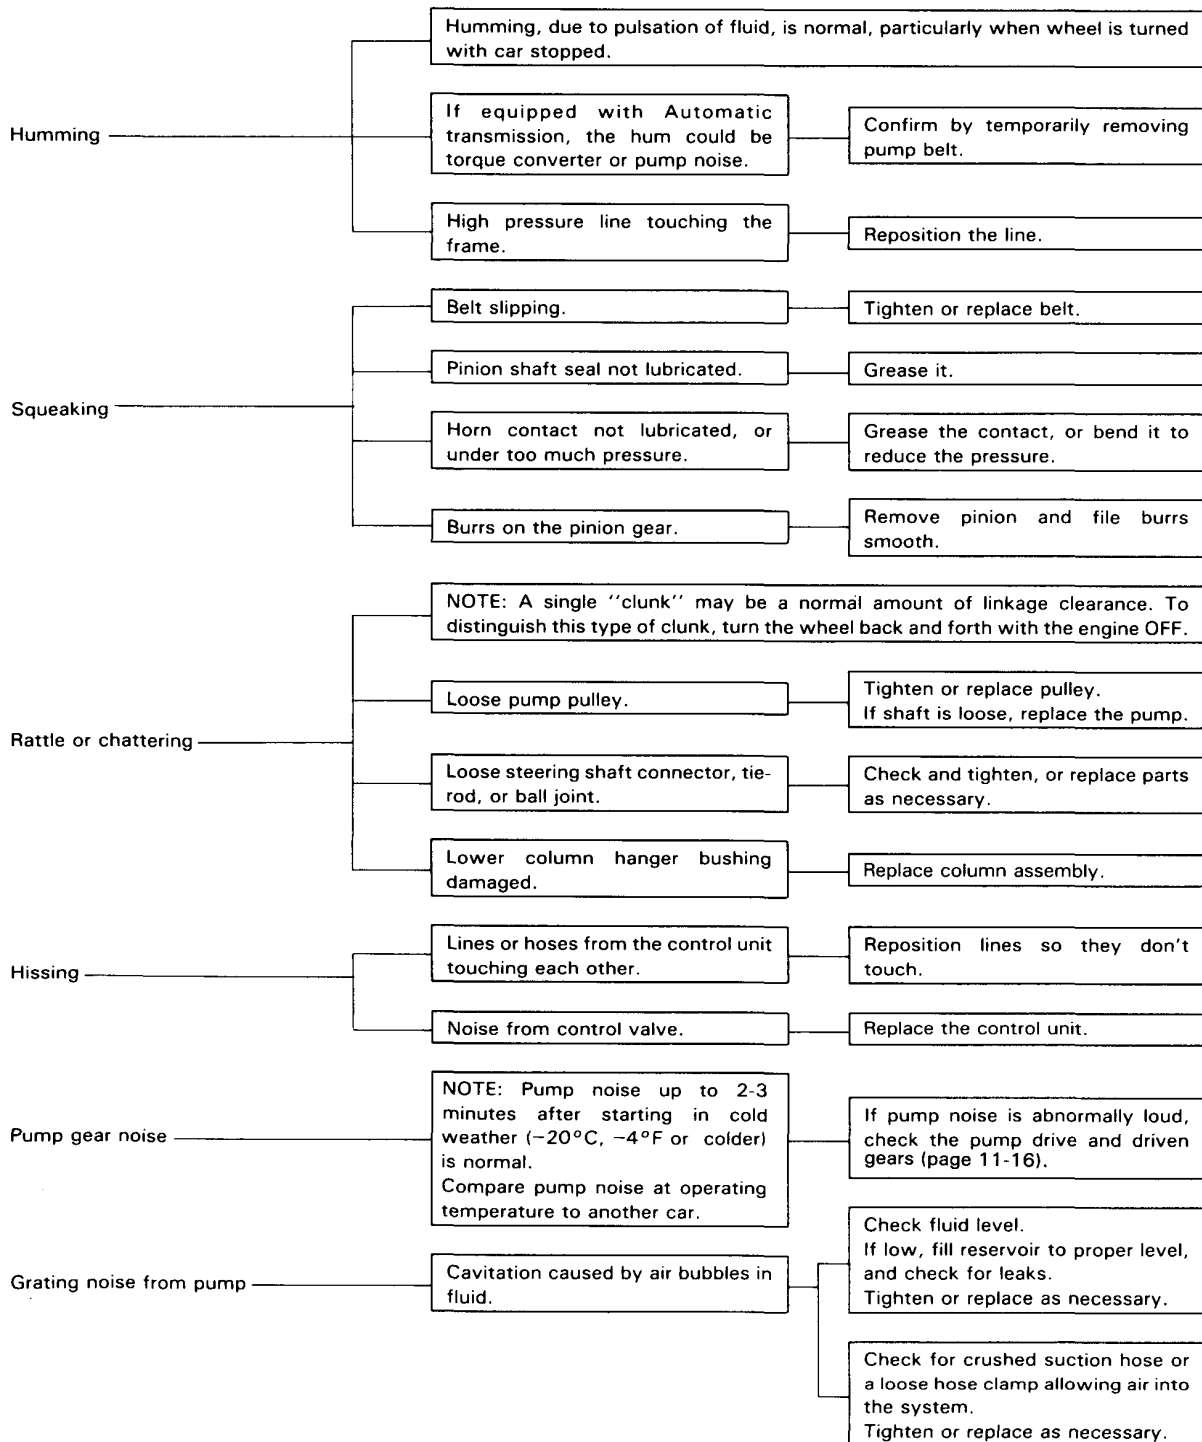 Humming, due to pulsation of fluid, is normal, particularly when wheel is turned
with car stopped.
Humming
If equipped with Automatic
transmission, the hum could be
torque converter or pump noise.
Confirm by temporarily removing
pump belt.
High pressure line touching the
frame.
Reposition the line.
Squeaking
Belt slipping.
Tighten or replace belt.
Pinion shaft seal not lubricated.
Grease it.
Horn contact not lubricated, or
under too much pressure.
Grease the contact, or bend it to
reduce the pressure.
Burrs on the pinion gear.
Remove pinion and file burrs
smooth.
Rattle or chattering
NOTE: A single ''clunk'' may be a normal amount of linkage clearance. To
distinguish this type of clunk, turn the wheel back and forth with the engine OFF.
Loose pump pulley.
Tighten or replace pulley.
If shaft is loose, replace the pump.
Loose steering shaft connector, tie-
rod, or ball joint.
Check and tighten, or replace parts
as necessary.
Lower column hanger bushing
damaged.
Replace column assembly.
Hissing
Lines or hoses from the control unit
touching each other.
Reposition lines so they don't
touch.
Noise from control valve.
Replace the control unit.
Pump gear noise
NOTE: Pump noise up to 2-3
minutes after starting in cold
weather (−20°C, −4°F or colder)
is normal.
Compare pump noise at operating
temperature to another car.
If pump noise is abnormally loud,
check the pump drive and driven
gears (page 11-16).
Grating noise from pump
Cavitation caused by air bubbles in
fluid.
Check fluid level.
If low, fill reservoir to proper level,
and check for leaks.
Tighten or replace as necessary.
Check for crushed suction hose or
a loose hose clamp allowing air into
the system.
Tighten or replace as necessary.